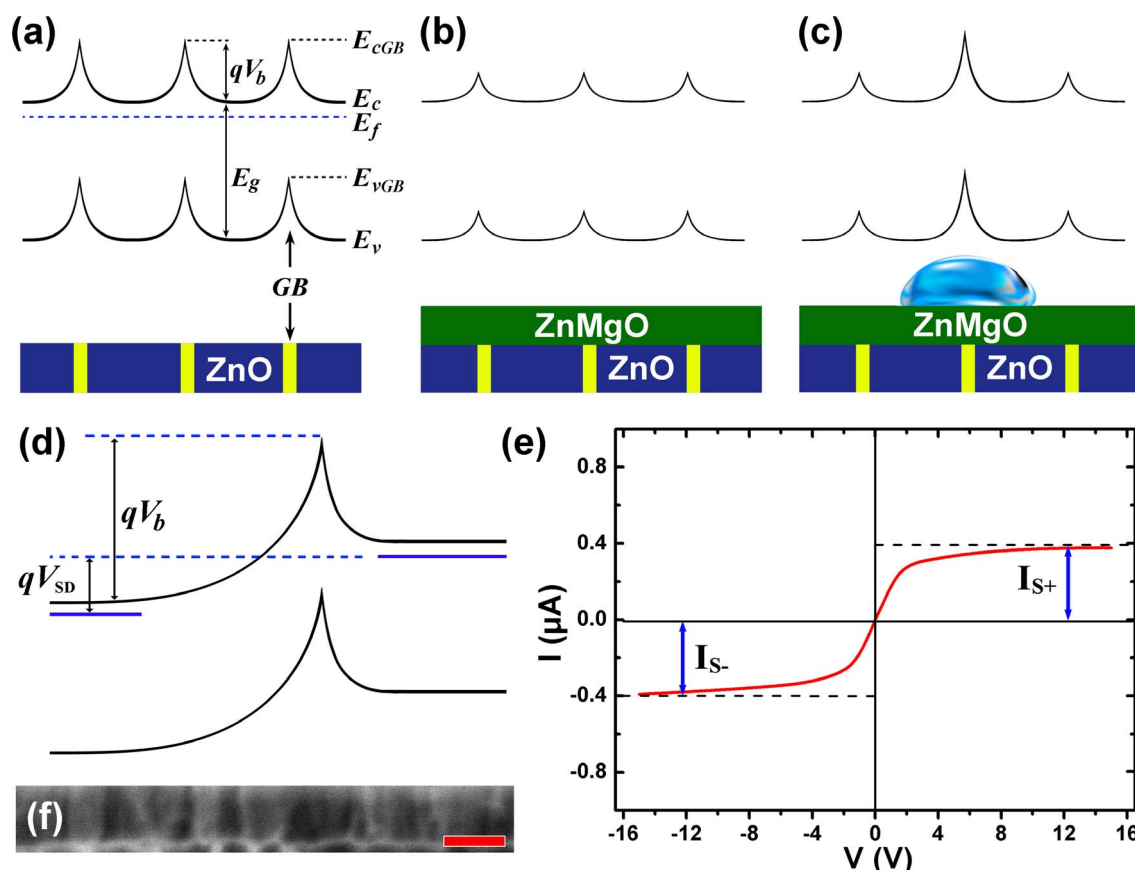 (a)
E_cGB
qV_b
E_c
E_f
E_g
E_vGB
E_v
GB
ZnO
(b)
ZnMgO
ZnO
(c)
ZnMgO
ZnO
(d)
qV_b
qV_SD
(e)
0.8
0.4
0.0
-0.4
-0.8
I (μA)
I_S+
I_S-
-16 -12 -8 -4 0 4 8 12 16
V (V)
(f)